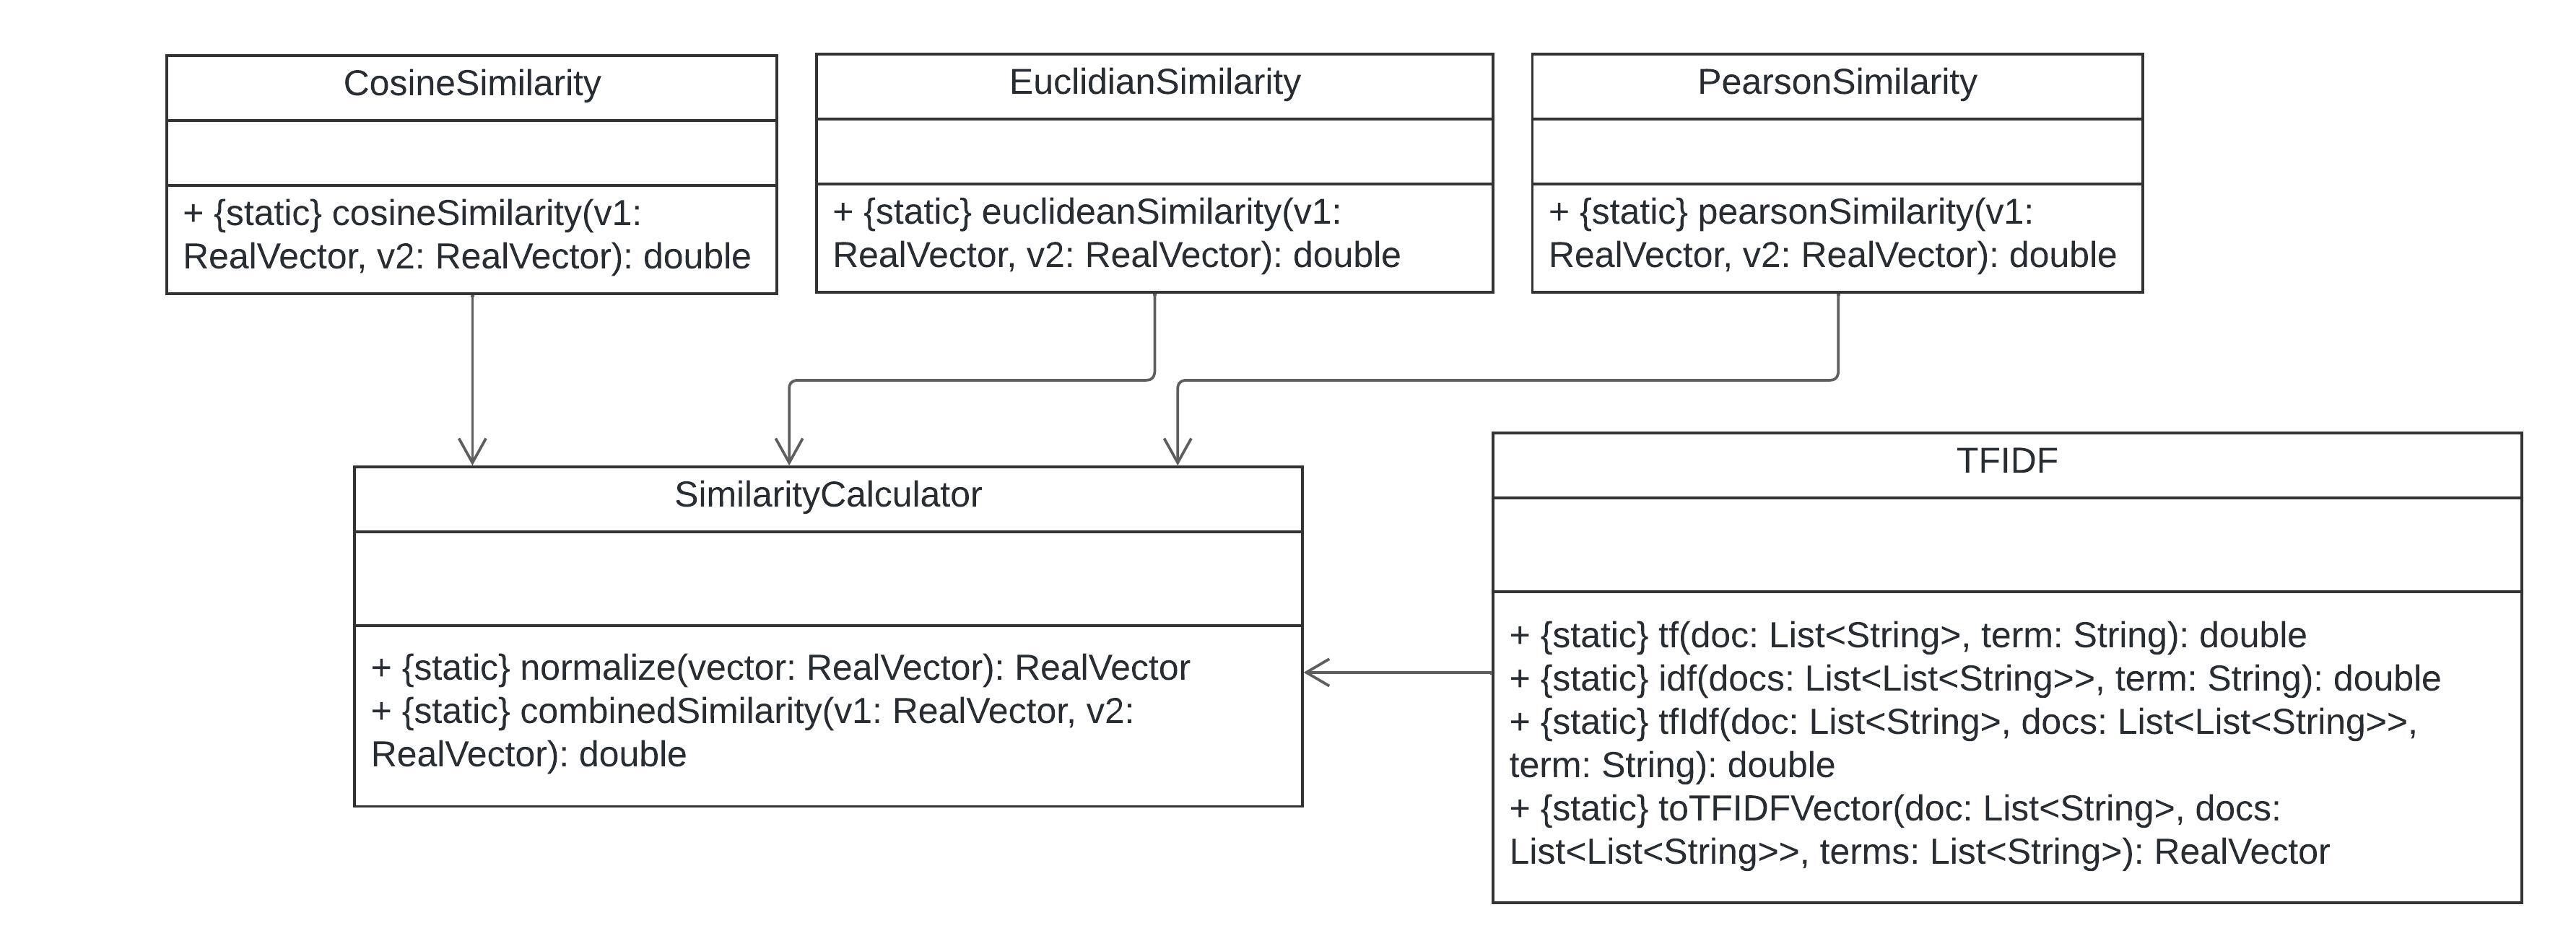 CosineSimilarity
+ {static} cosineSimilarity(v1:
RealVector, v2: RealVector): double
EuclidianSimilarity
+ {static} euclideanSimilarity(v1:
RealVector, v2: RealVector): double
PearsonSimilarity
+ {static} pearsonSimilarity(v1:
RealVector, v2: RealVector): double
SimilarityCalculator
+ {static} normalize(vector: RealVector): RealVector
+ {static} combinedSimilarity(v1: RealVector, v2:
RealVector): double
TFIDF
+ {static} tf(doc: List<String>, term: String): double
+ {static} idf(docs: List<List<String>>, term: String): double
+ {static} tfIdf(doc: List<String>, docs: List<List<String>>,
term: String): double
+ {static} toTFIDFVector(doc: List<String>, docs:
List<List<String>>, terms: List<String>): RealVector